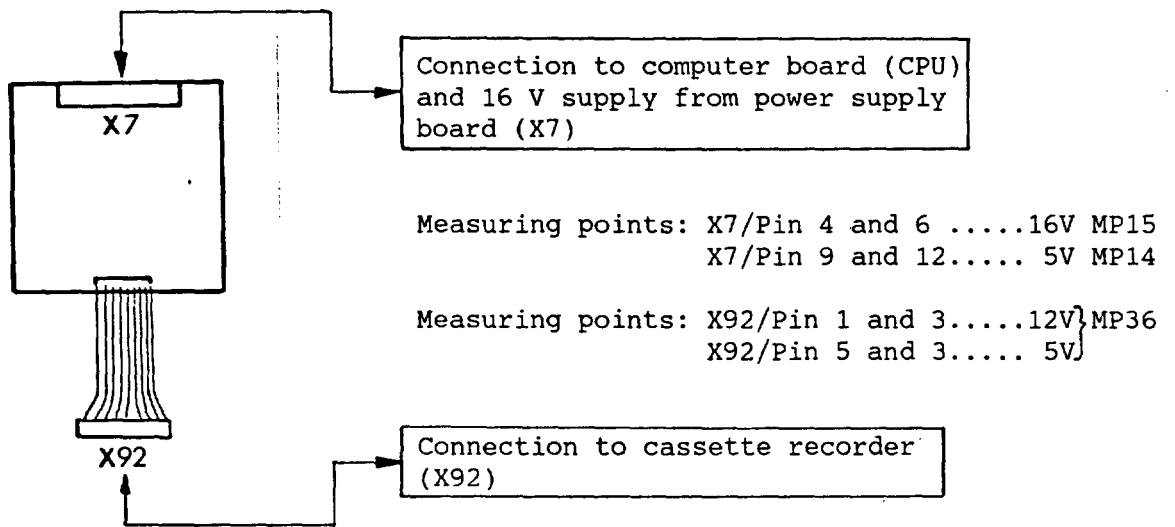 Connection to computer board (CPU)
and 16 V supply from power supply
board (X7)
X7
Measuring points: X7/Pin 4 and 6 .....16V MP15
X7/Pin 9 and 12..... 5V MP14
Measuring points: X92/Pin 1 and 3.....12V}MP36
X92/Pin 5 and 3..... 5V
X92
Connection to cassette recorder
(X92)